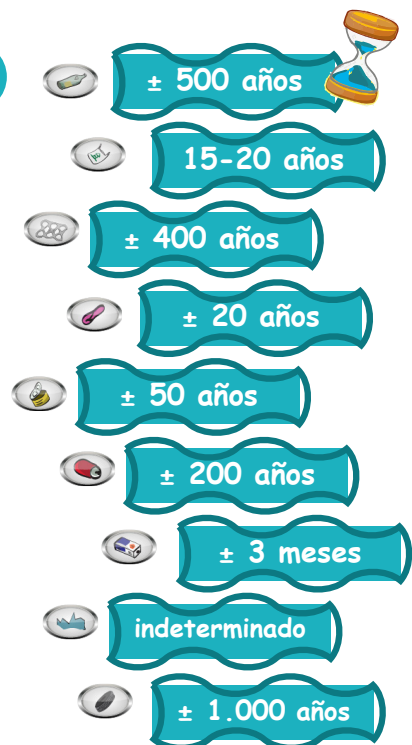 ± 500 años
15-20 años
± 400 años
± 20 años
± 50 años
± 200 años
± 3 meses
indeterminado
± 1.000 años